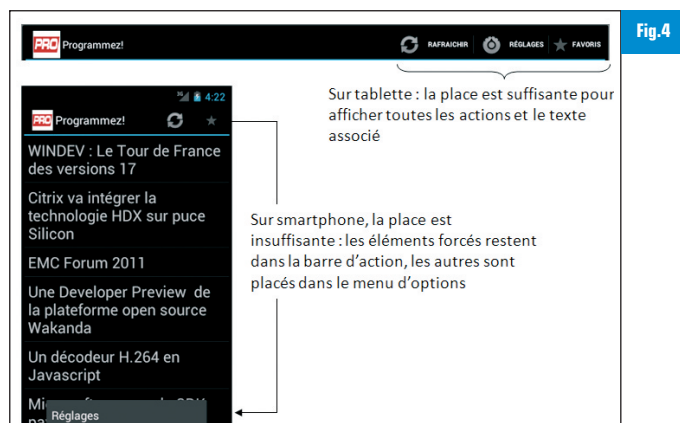 Fig.4
PRO Programmez!
RAFRAICHIR RÉGLAGES FAVORIS
Sur tablette : la place est suffisante pour
afficher toutes les actions et le texte
associé
3G 4:22
PRO Programmez!
WINDEV : Le Tour de France
des versions 17
Citrix va intégrer la
technologie HDX sur puce
Silicon
EMC Forum 2011
Une Developer Preview de
la plateforme open source
Wakanda
Un décodeur H.264 en
Javascript
Réglages
Sur smartphone, la place est
insuffisante : les éléments forcés restent
dans la barre d'action, les autres sont
placés dans le menu d'options